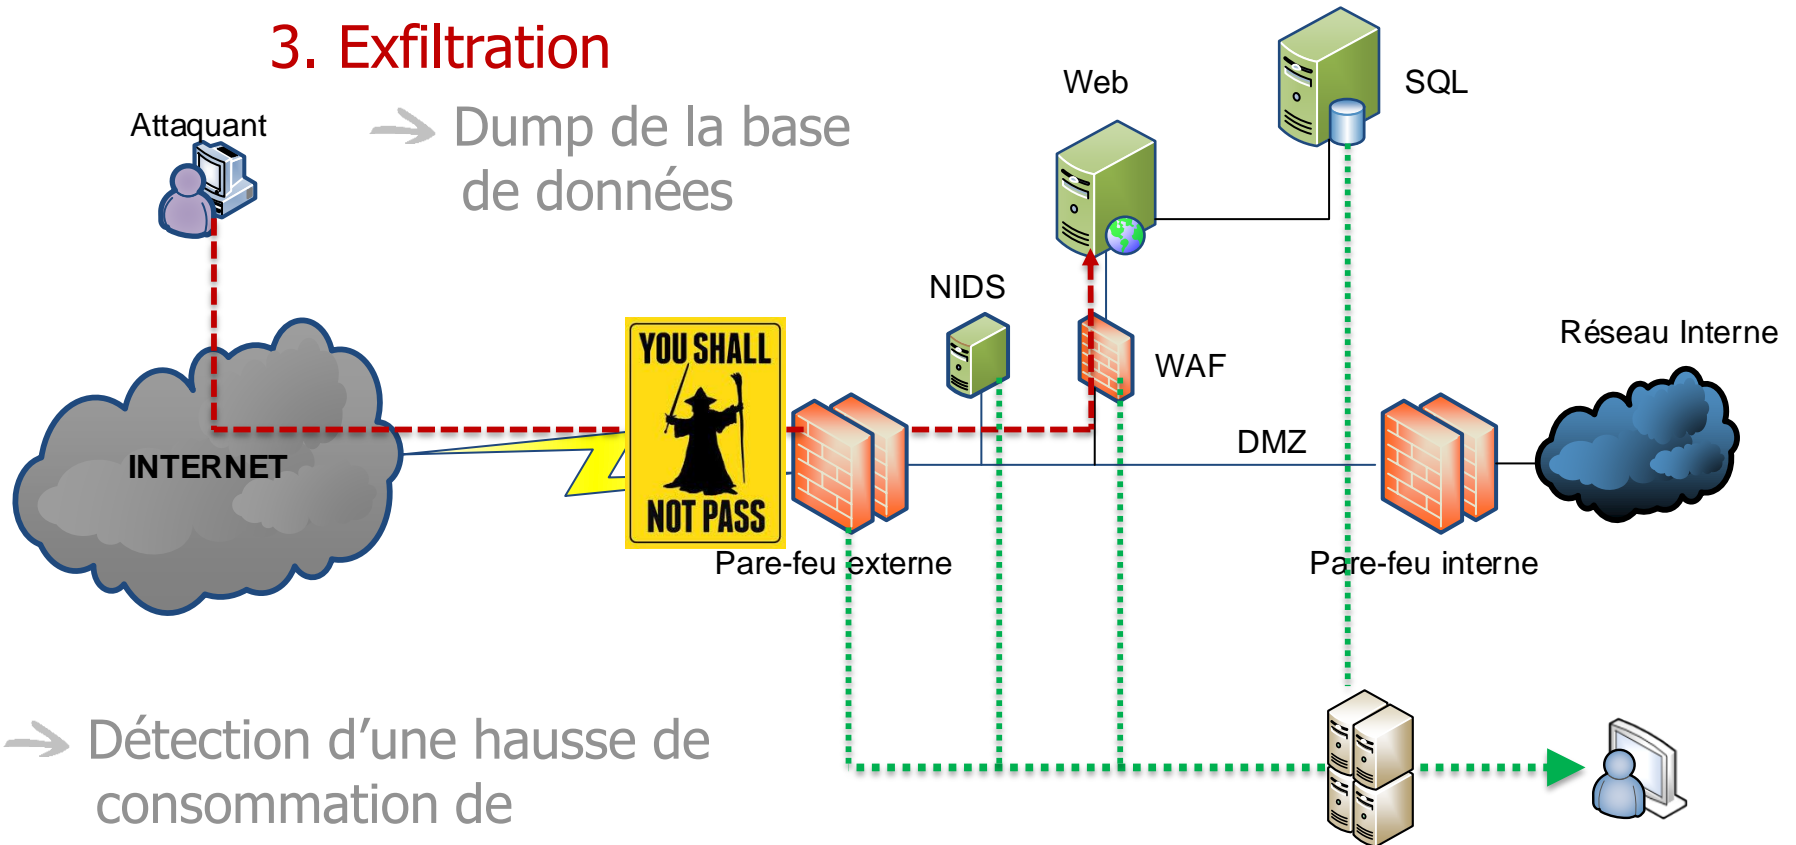 3. Exfiltration
Dump de la base
de données
Attaquant
Web
SQL
NIDS
WAF
Réseau Interne
YOU SHALL
NOT PASS
INTERNET
DMZ
Pare-feu externe
Pare-feu interne
Détection d’une hausse de
consommation de